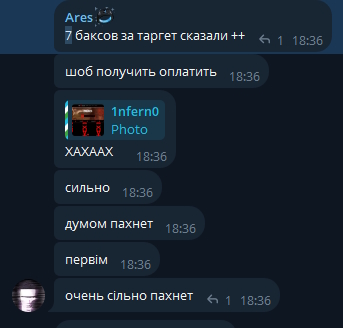 Ares
7 баксов за таргет сказали ++ 1 18:36
шоб получить оплатить 18:36
1nfern0
Photo
ХАХААХ 18:36
сильно 18:36
думом пахнет 18:36
первім 18:36
очень сільно пахнет 1 18:36